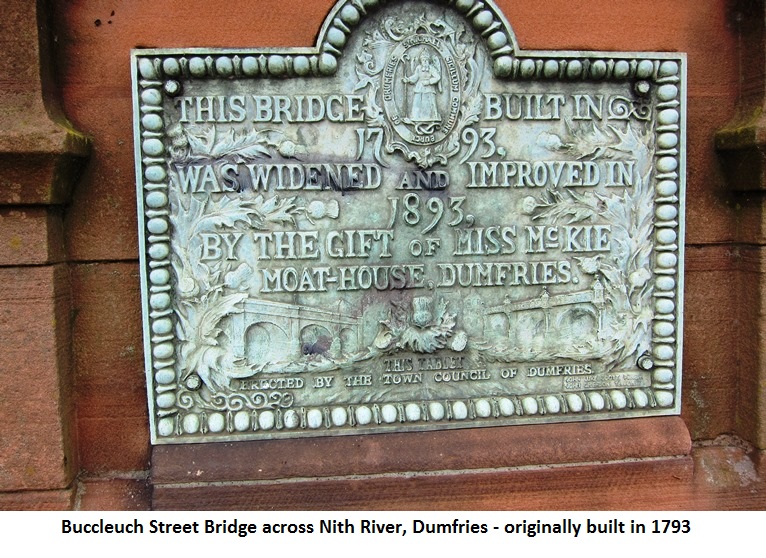 THIS BRIDGE BUILT IN
1793.
WAS WIDENED AND IMPROVED IN
1893,
BY THE GIFT OF MISS McKIE
MOAT-HOUSE, DUMFRIES.
THIS TABLET
ERECTED BY THE TOWN COUNCIL OF DUMFRIES.
Buccleuch Street Bridge across Nith River, Dumfries - originally built in 1793